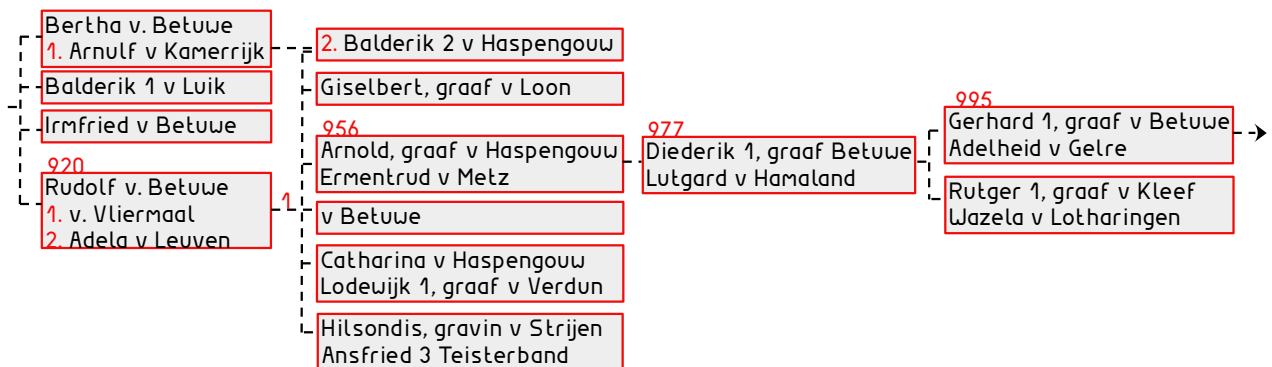 Bertha v. Betuwe
1. Arnulf v Kamerrijk
Balderik 1 v Luik
Irmfried v Betuwe
920
Rudolf v. Betuwe
1. v. Vliermaal
2. Adela v Leuven
1
2. Balderik 2 v Haspengouw
Giselbert, graaf v Loon
956
Arnold, graaf v Haspengouw
Ermentrud v Metz
v Betuwe
Catharina v Haspengouw
Lodewijk 1, graaf v Verdun
Hilsondis, gravin v Strijen
Ansfried 3 Teisterband
977
Diederik 1, graaf Betuwe
Lutgard v Hamaland
995
Gerhard 1, graaf v Betuwe
Adelheid v Gelre
Rutger 1, graaf v Kleef
Wazela v Lotharingen